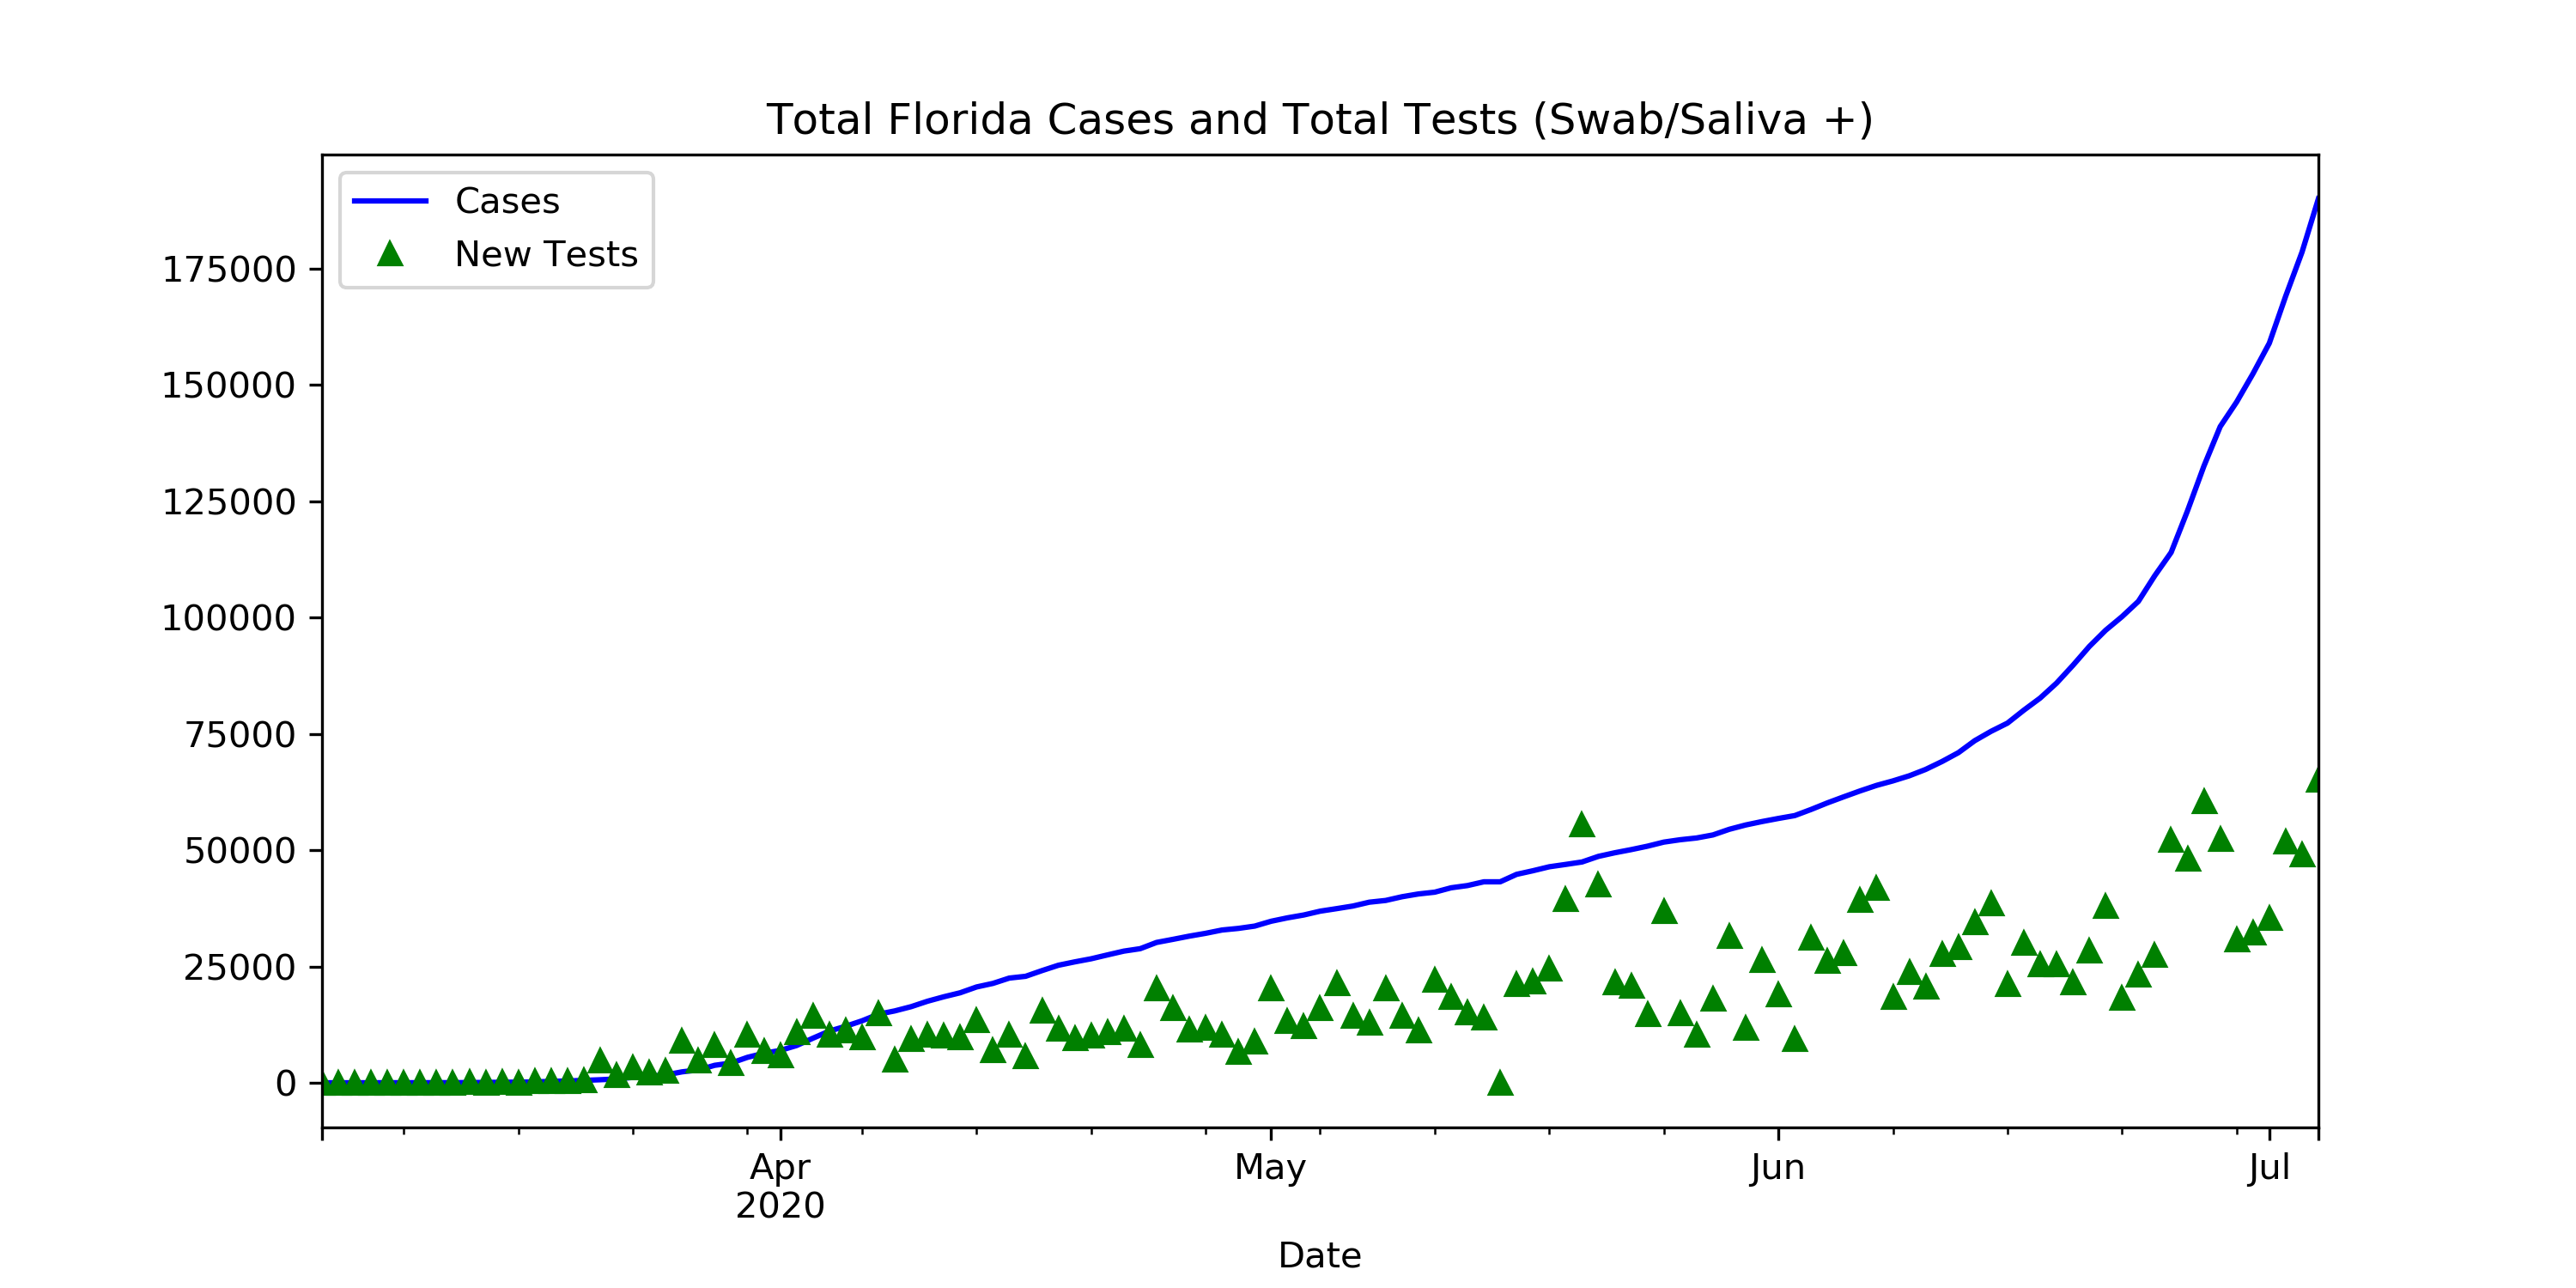 Total Florida Cases and Total Tests (Swab/Saliva +)
Cases
New Tests
175000
150000
125000
100000
75000
50000
25000
0
Apr
2020
May
Jun
Jul
Date